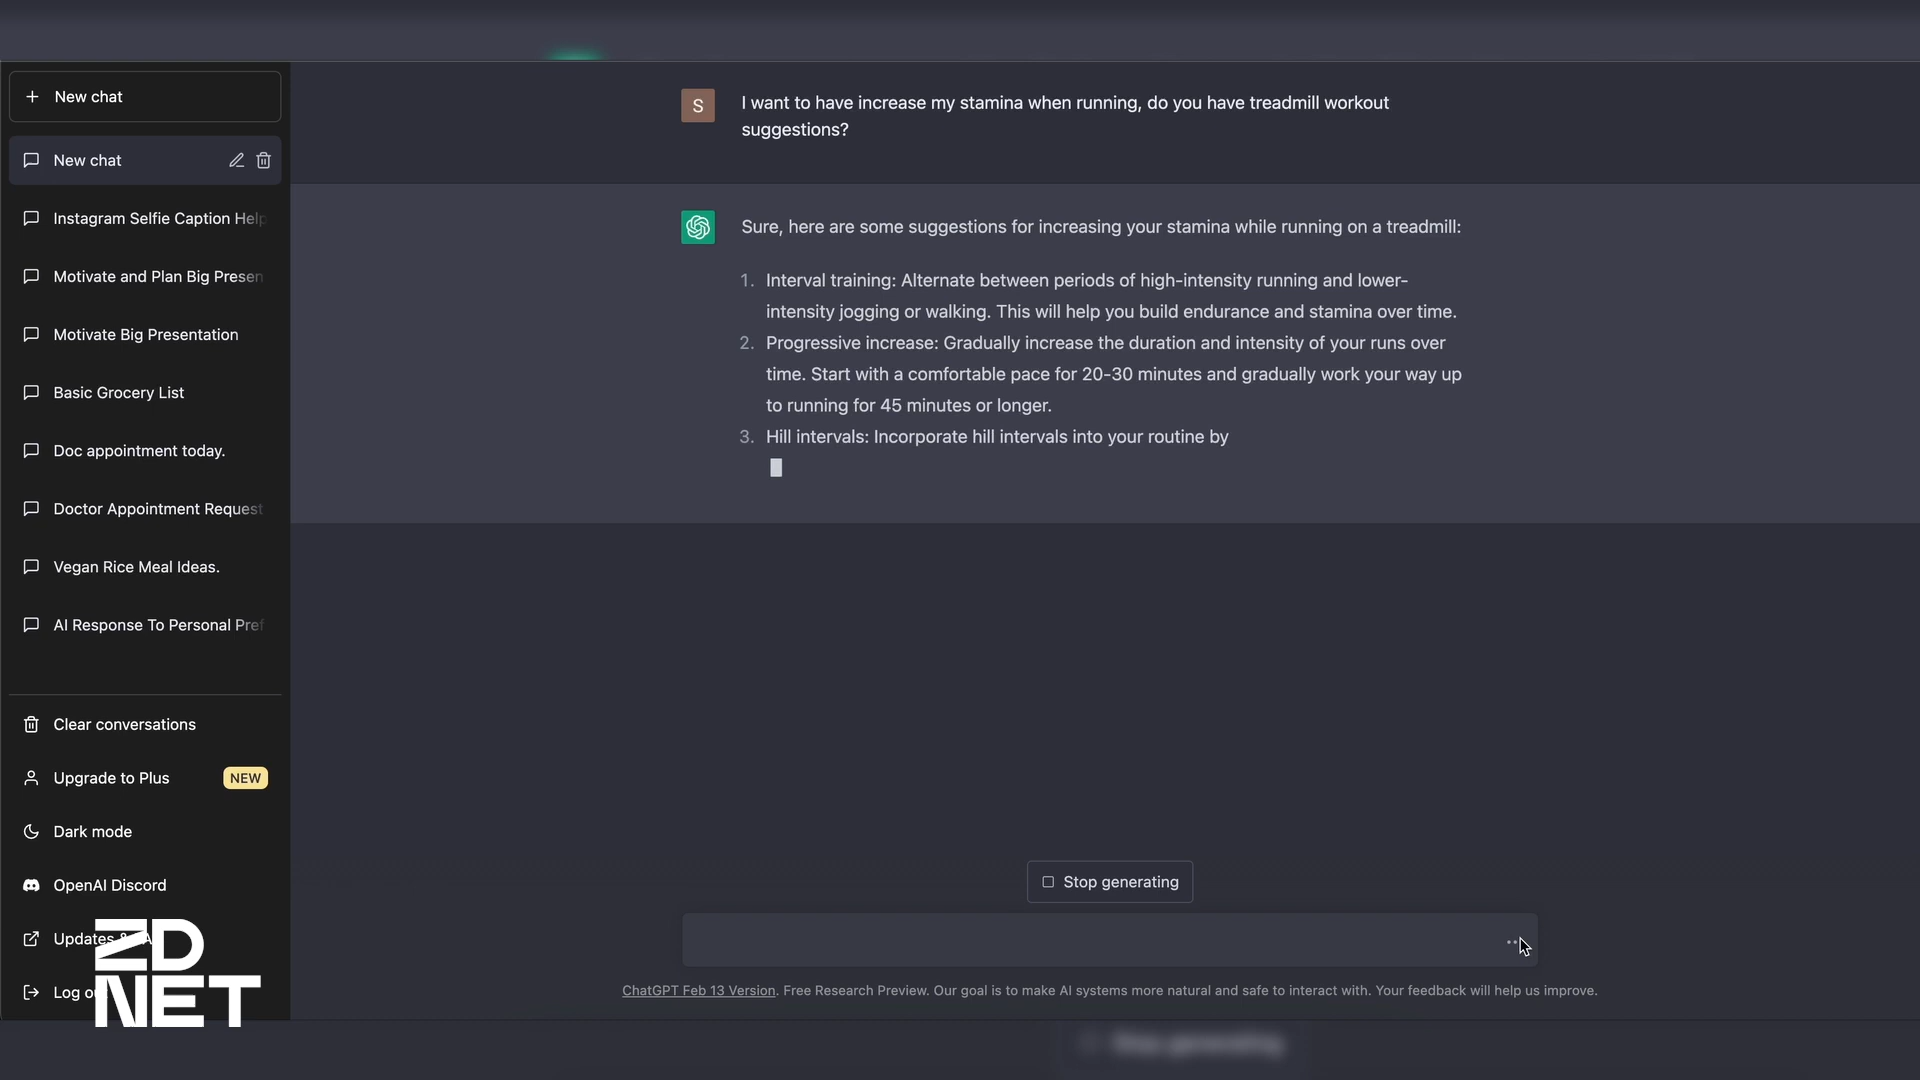 + New chat
New chat
Instagram Selfie Caption Help
Motivate and Plan Big Presen
Motivate Big Presentation
Basic Grocery List
Doc appointment today.
Doctor Appointment Request
Vegan Rice Meal Ideas.
AI Response To Personal Pref
Clear conversations
Upgrade to Plus NEW
Dark mode
OpenAI Discord
Updates &
Log
ZD
NET
S
I want to have increase my stamina when running, do you have treadmill workout
suggestions?
Sure, here are some suggestions for increasing your stamina while running on a treadmill:
1. Interval training: Alternate between periods of high-intensity running and lower-
intensity jogging or walking. This will help you build endurance and stamina over time.
2. Progressive increase: Gradually increase the duration and intensity of your runs over
time. Start with a comfortable pace for 20-30 minutes and gradually work your way up
to running for 45 minutes or longer.
3. Hill intervals: Incorporate hill intervals into your routine by
Stop generating
ChatGPT Feb 13 Version. Free Research Preview. Our goal is to make AI systems more natural and safe to interact with. Your feedback will help us improve.
Stop generating